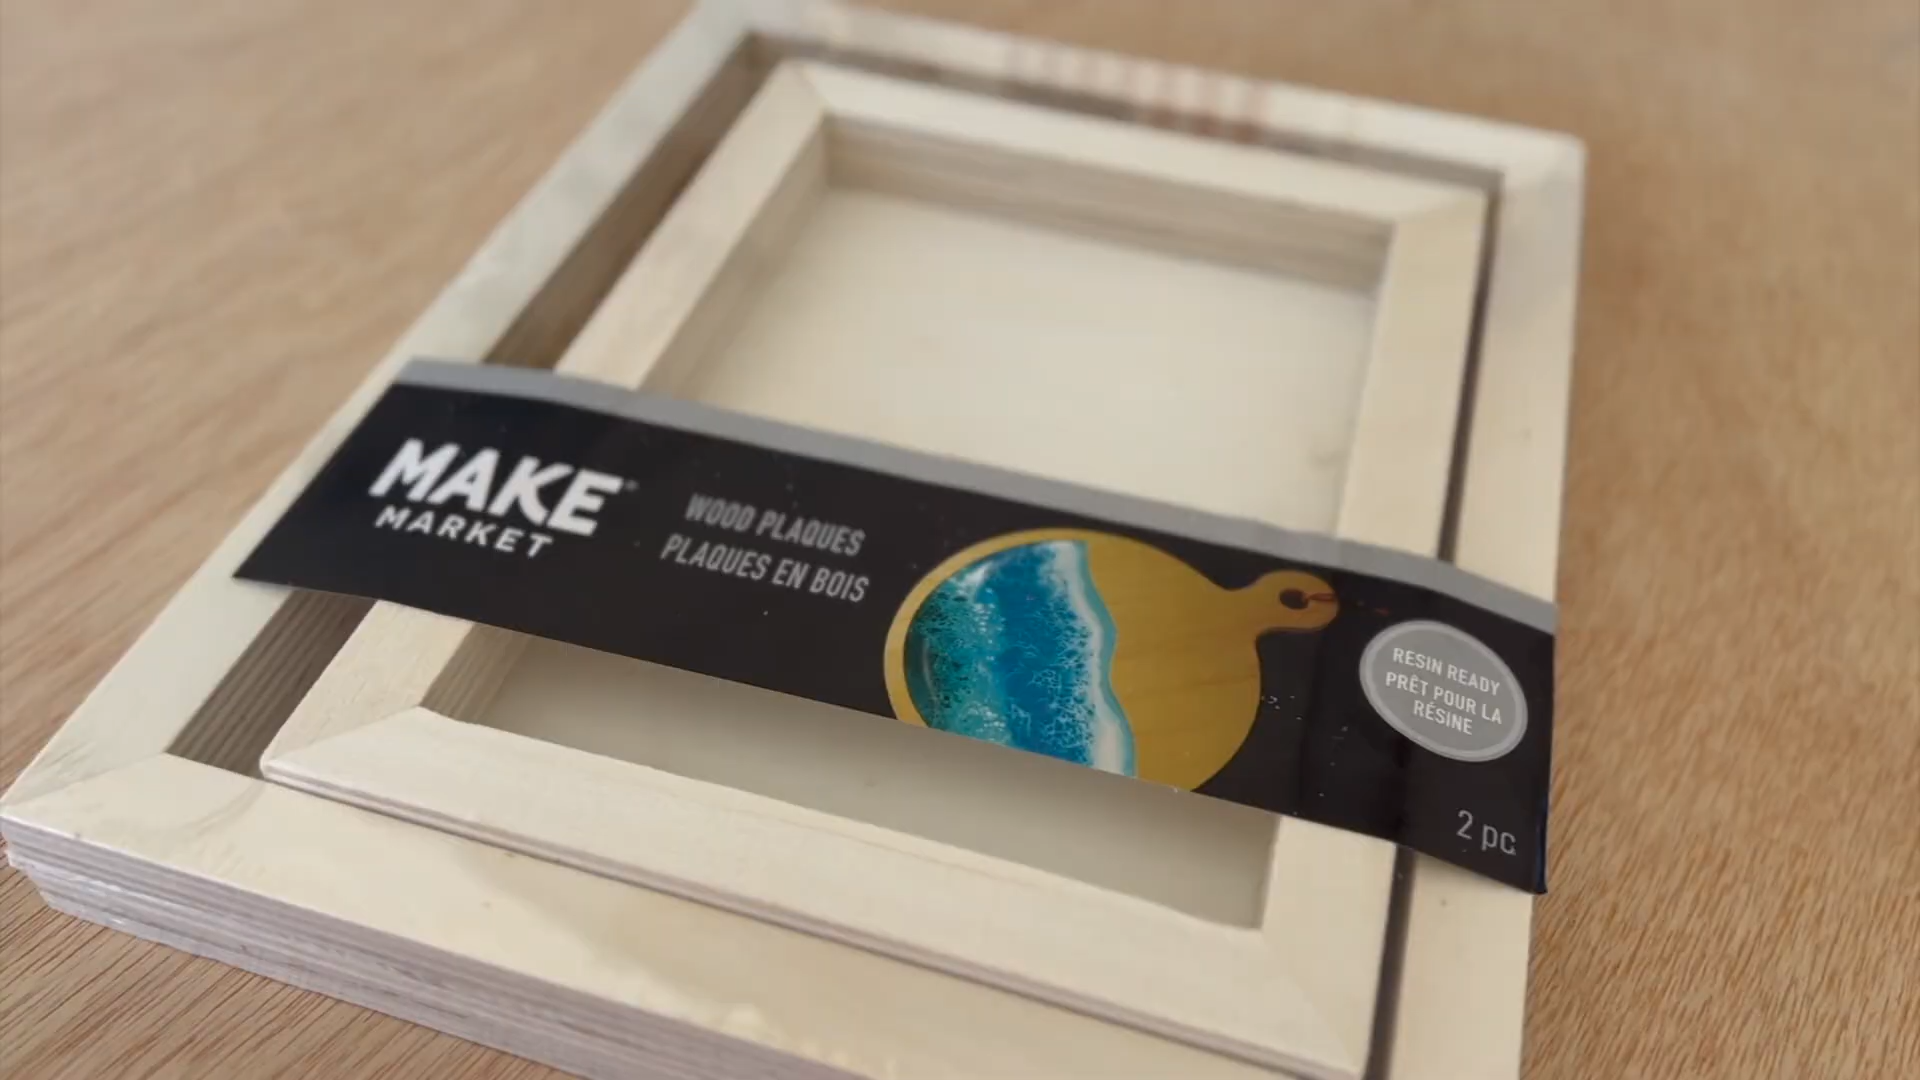 MAKE
MARKET
WOOD PLAQUES
PLAQUES EN BOIS
RESIN READY
PRÊT POUR LA
RÉSINE
2 pc